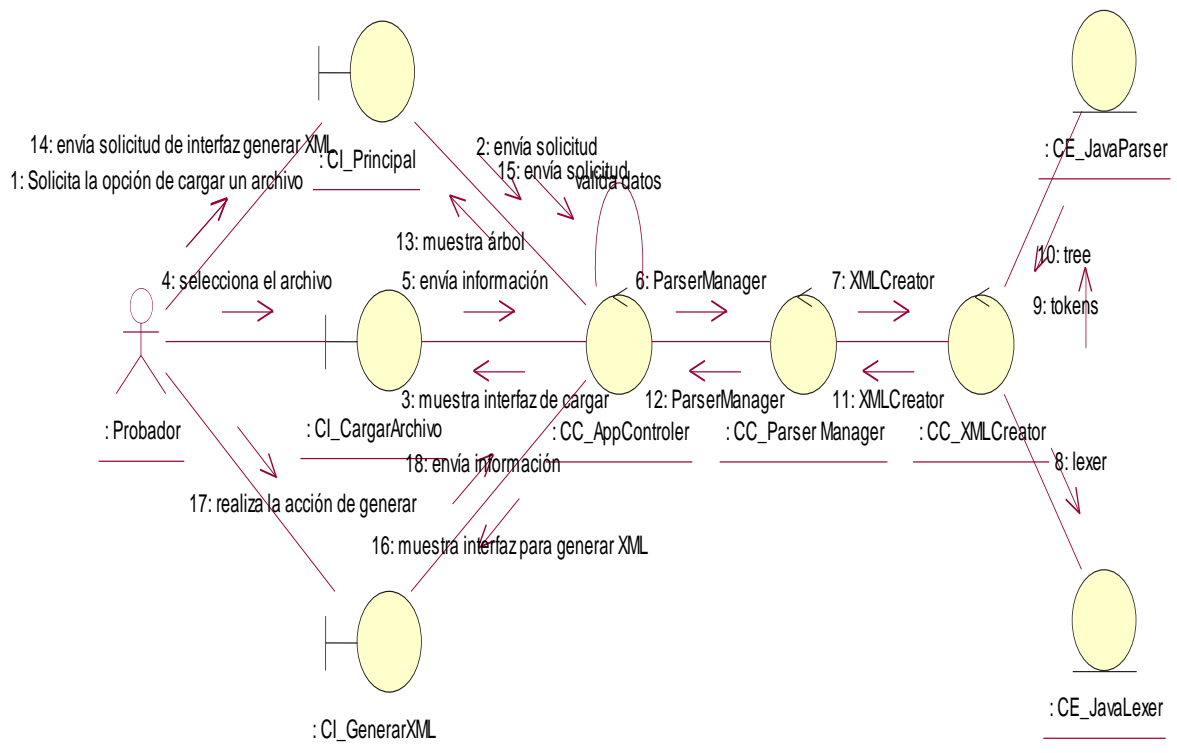 14: envía solicitud de interfaz generar XML
: CI_Principal
1: Solicita la opción de cargar un archivo
2: envía solicitud
15: envía solicitud
valida datos
: CE_JavaParser
13: muestra árbol
4: selecciona el archivo
5: envía información
6: ParserManager
7: XMLCreator
10: tree
9: tokens
3: muestra interfaz de cargar
12: ParserManager
11: XMLCreator
: Probador
: CI_CargarArchivo
: CC_AppControler
: CC_Parser Manager
: CC_XMLCreator
18: envía información
8: lexer
17: realiza la acción de generar
16: muestra interfaz para generar XML
: CE_JavaLexer
: CI_GenerarXML